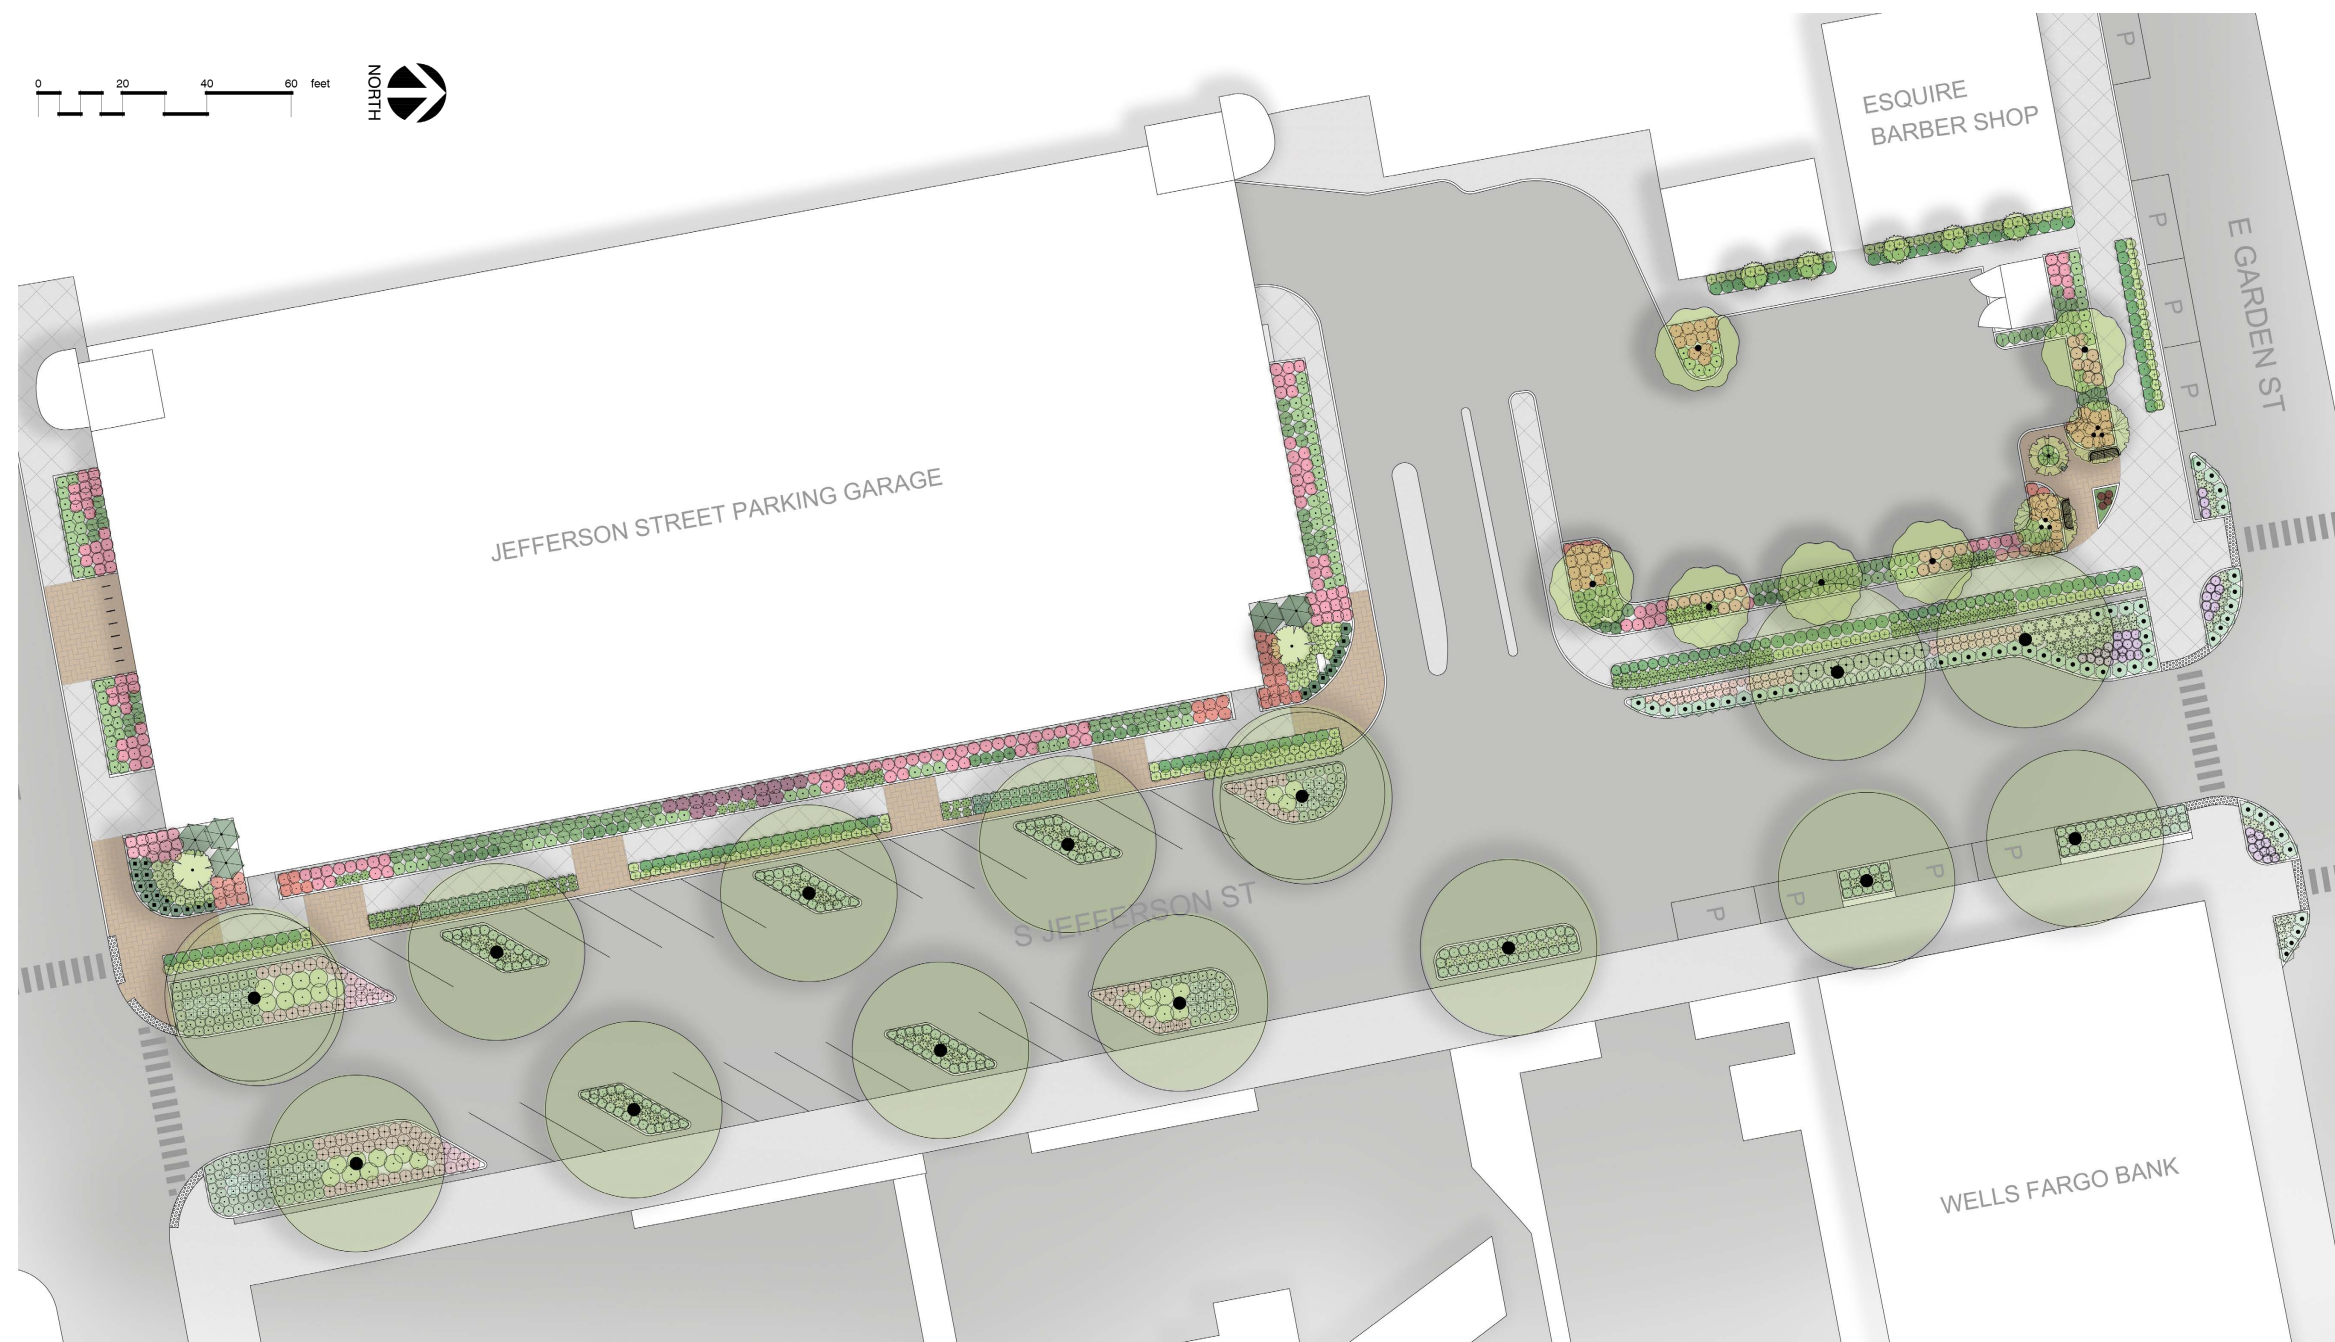 0 20 40 60 feet
NORTH
P
ESQUIRE
BARBER SHOP
P
E GARDEN ST
P
P
JEFFERSON STREET PARKING GARAGE
S JEFFERSON ST
P
P
P
P
WELLS FARGO BANK